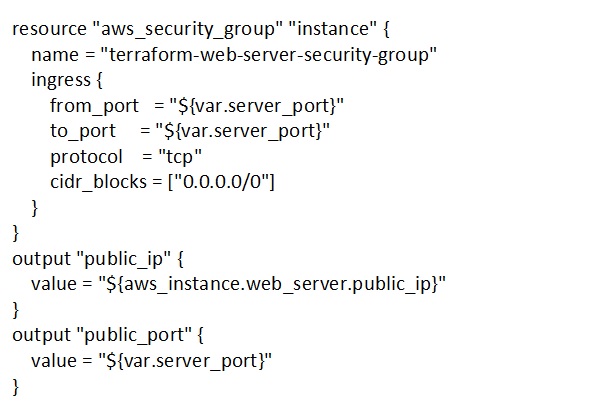 resource "aws_security_group" "instance" {
name = "terraform-web-server-security-group"
ingress {
from_port = "${var.server_port}"
to_port = "${var.server_port}"
protocol = "tcp"
cidr_blocks = ["0.0.0.0/0"]
}
}
output "public_ip" {
value = "${aws_instance.web_server.public_ip}"
}
output "public_port" {
value = "${var.server_port}"
}